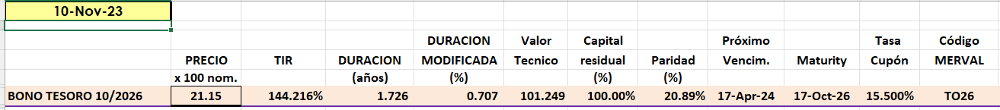 10-Nov-23
DURACION Valor Capital Próximo Tasa Código
PRECIO TIR DURACION MODIFICADA Tecnico residual Paridad Vencim. Maturity Cupón MERVAL
x 100 nom. (años) (%) (%) (%)
BONO TESORO 10/2026 21.15 144.216% 1.726 0.707 101.249 100.00% 20.89% 17-Apr-24 17-Oct-26 15.500% TO26